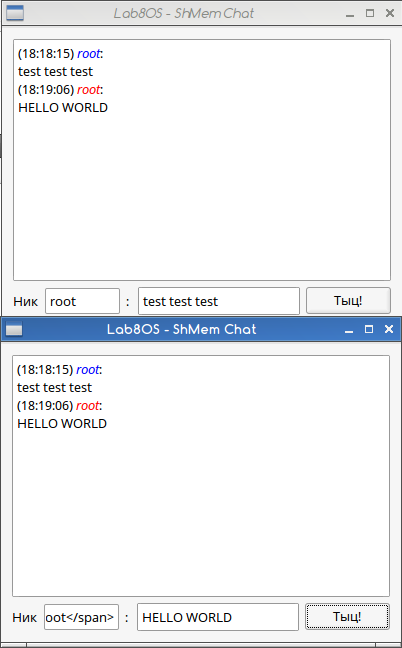 Lab8OS - ShMem Chat
(18:18:15) root:
test test test
(18:19:06) root:
HELLO WORLD
Ник root : test test test Тыц!
Lab8OS - ShMem Chat
(18:18:15) root:
test test test
(18:19:06) root:
HELLO WORLD
Ник oot</span> : HELLO WORLD Тыц!